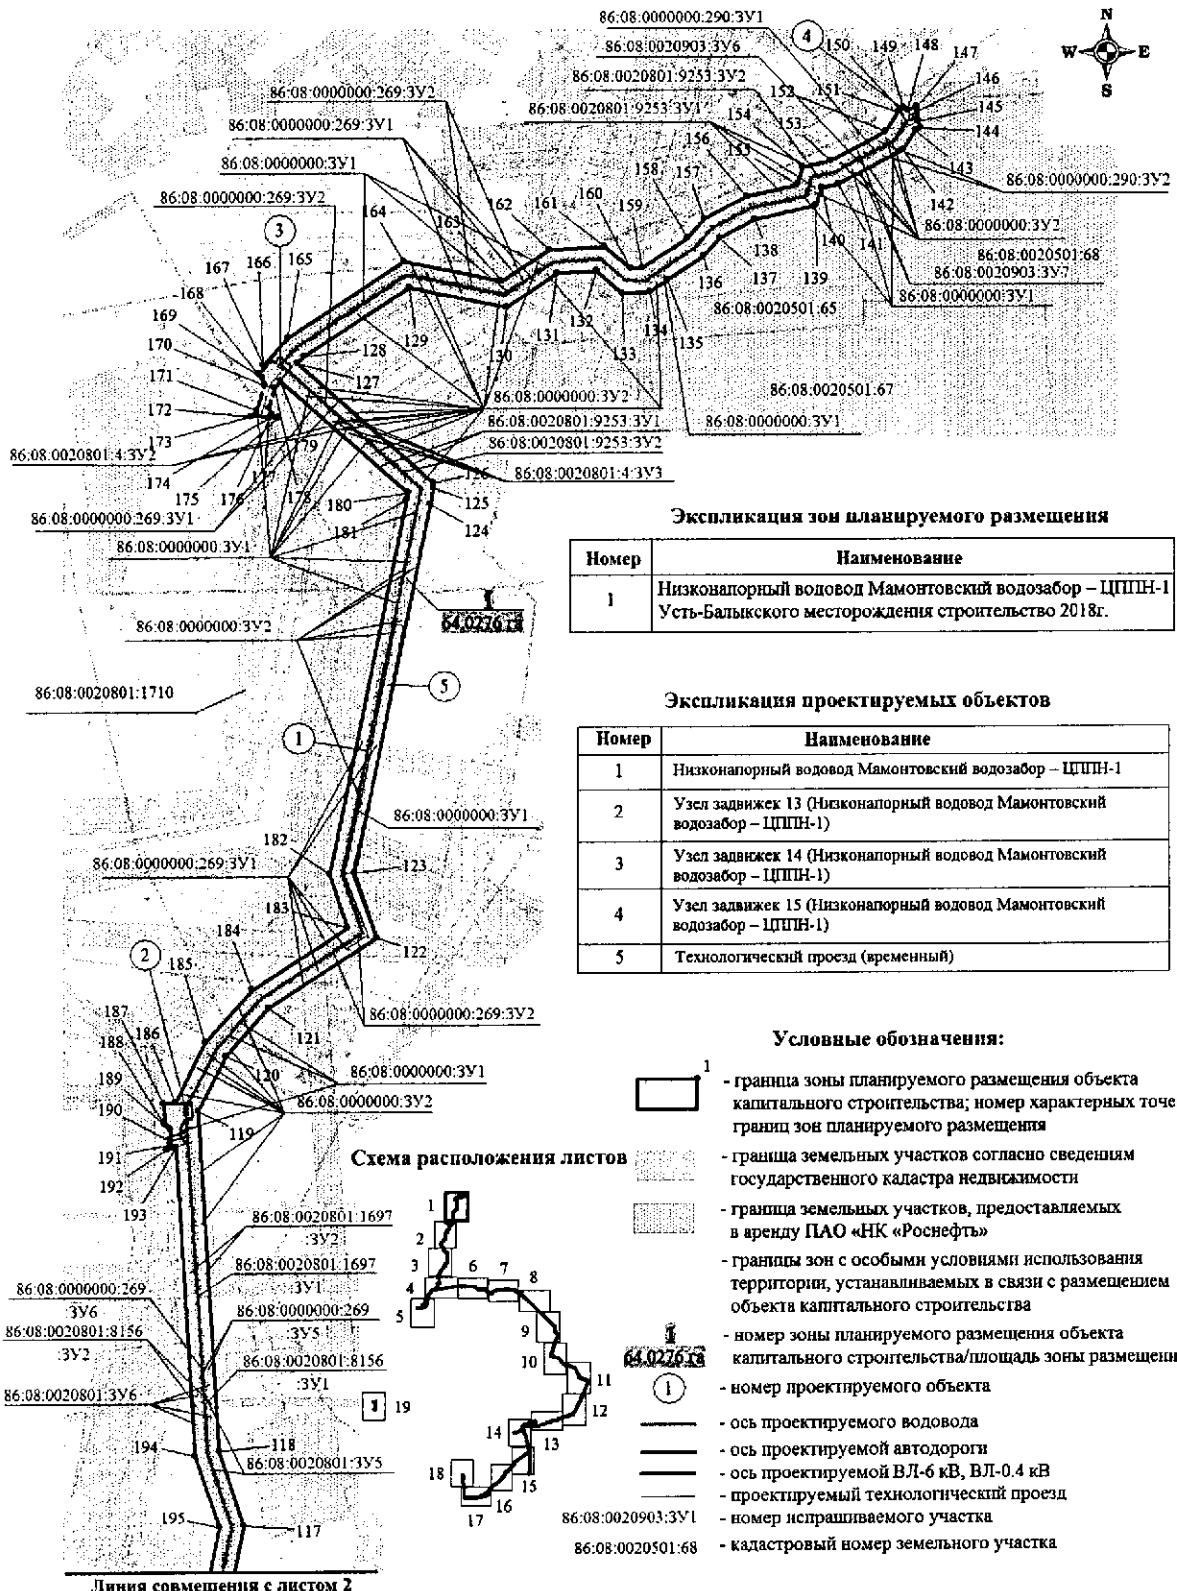 86:08:0000000:290:ЗУ1
4
150
149
148
147
N
W
E
S
86:08:0020903:ЗУ6
86:08:0020801:9253:ЗУ2
151
152
146
145
144
86:08:0000000:269:ЗУ2
86:08:0020801:9253:ЗУ1
154
153
86:08:0000000:269:ЗУ1
156
155
143
86:08:0000000:290:ЗУ2
86:08:0000000:ЗУ1
158
157
142
86:08:0000000:269:ЗУ2
164
163
162
161
160
159
138
140
141
86:08:0000000:ЗУ2
86:08:0020501:68
3
167
166
165
136
137
139
86:08:0020903:ЗУ7
168
86:08:0020501:65
86:08:0000000:ЗУ1
169
129
130
131
132
133
134
135
170
128
171
127
86:08:0020501:67
172
86:08:0000000:ЗУ2
173
179
86:08:0020801:9253:ЗУ1
86:08:0000000:ЗУ1
86:08:0020801:4:ЗУ2
177
86:08:0020801:9253:ЗУ2
174
175
176
178
180
126
86:08:0020801:4:ЗУ3
125
86:08:0000000:269:ЗУ1
181
124
86:08:0000000:ЗУ1
Экспликация зон планируемого размещения
Номер
Наименование
1
Низконапорный водовод Мамонтовский водозабор – ЦППН-1
Усть-Балыкского месторождения строительство 2018г.
1
64.0276 га
86:08:0000000:ЗУ2
86:08:0020801:1710
5
1
Экспликация проектируемых объектов
Номер
Наименование
1
Низконапорный водовод Мамонтовский водозабор – ЦППН-1
2
Узел задвижек 13 (Низконапорный водовод Мамонтовский
водозабор – ЦППН-1)
3
Узел задвижек 14 (Низконапорный водовод Мамонтовский
водозабор – ЦППН-1)
4
Узел задвижек 15 (Низконапорный водовод Мамонтовский
водозабор – ЦППН-1)
5
Технологический проезд (временный)
86:08:0000000:ЗУ1
182
86:08:0000000:269:ЗУ1
123
183
184
122
2
185
86:08:0000000:269:ЗУ2
187
186
121
188
120
86:08:0000000:ЗУ1
189
86:08:0000000:ЗУ2
190
119
191
192
193
Условные обозначения:
1
- граница зоны планируемого размещения объекта
капитального строительства; номер характерных точе
границ зон планируемого размещения
- граница земельных участков согласно сведениям
государственного кадастра недвижимости
- граница земельных участков, предоставляемых
в аренду ПАО «НК «Роснефть»
- границы зон с особыми условиями использования
территории, устанавливаемых в связи с размещением
объекта капитального строительства
1
64.0276 га
- номер зоны планируемого размещения объекта
капитального строительства/площадь зоны размещени
1
- номер проектируемого объекта
- ось проектируемого водовода
- ось проектируемой автодороги
- ось проектируемой ВЛ-6 кВ, ВЛ-0.4 кВ
- проектируемый технологический проезд
86:08:0020903:ЗУ1
- номер испрашиваемого участка
86:08:0020501:68
- кадастровый номер земельного участка
Схема расположения листов
1
2
3
4
5
6
7
8
9
10
11
12
13
14
15
16
17
18
1
19
86:08:0020801:1697
:ЗУ2
86:08:0020801:1697
:ЗУ1
86:08:0000000:269
:ЗУ6
86:08:0000000:269
:ЗУ5
86:08:0020801:8156
:ЗУ2
86:08:0020801:8156
:ЗУ1
86:08:0020801:ЗУ6
194
118
86:08:0020801:ЗУ5
195
117
Линия совмещения с листом 2